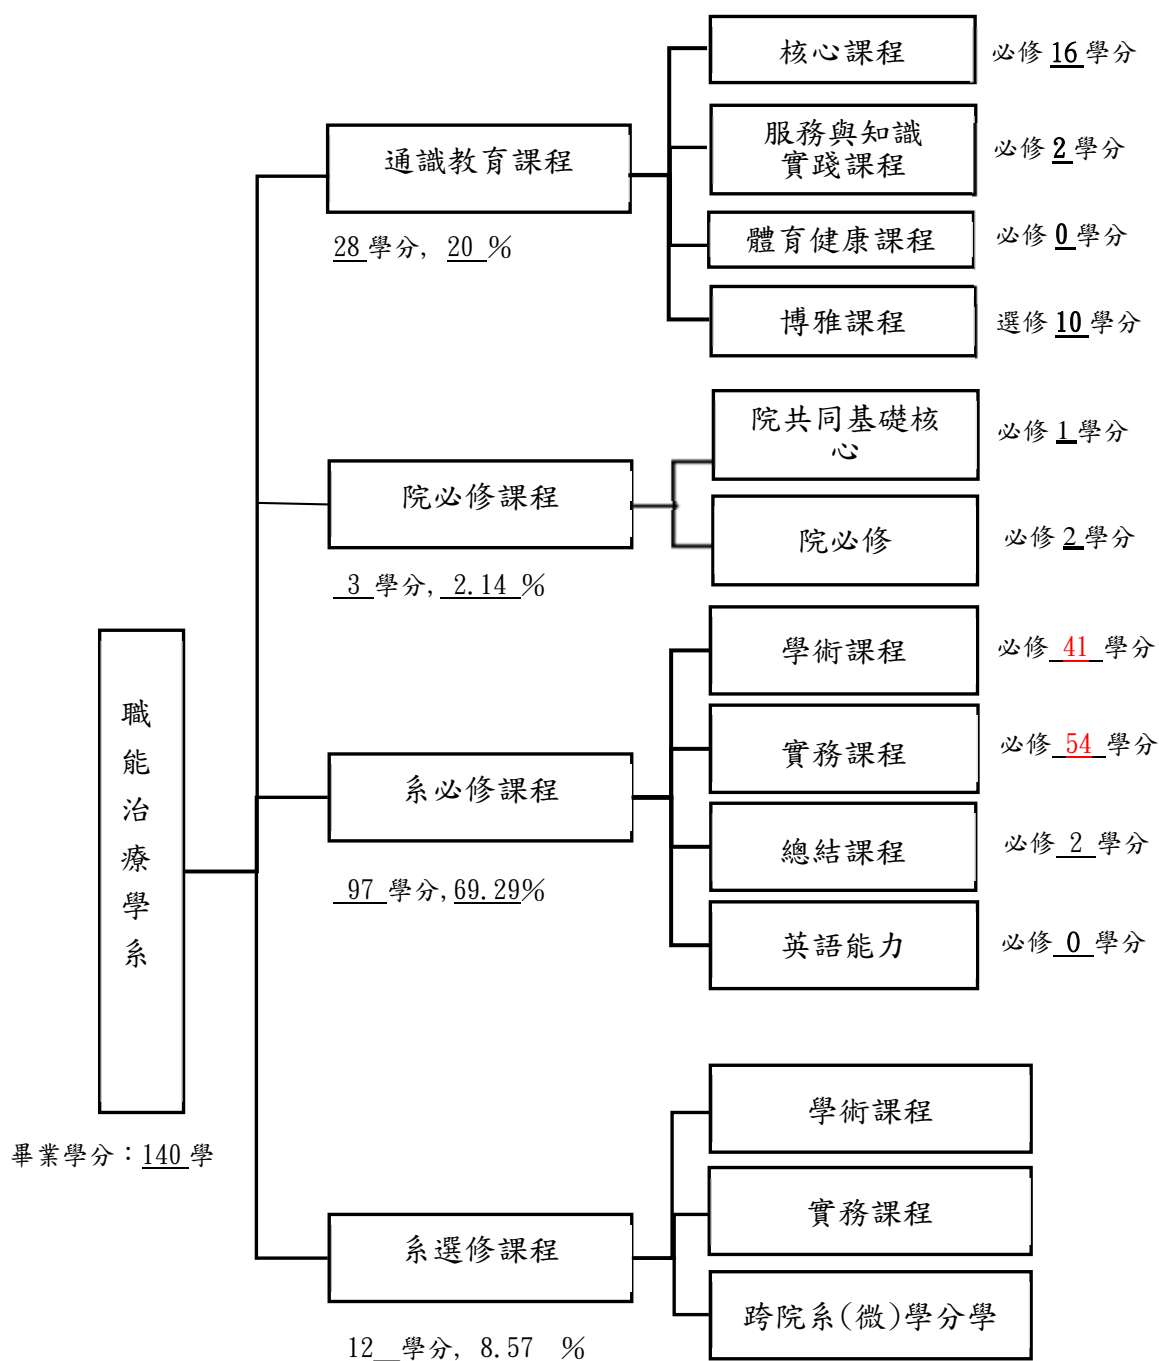 核心課程
必修 16 學分
服務與知識
實踐課程
必修 2 學分
通識教育課程
28 學分, 20 %
體育健康課程
必修 0 學分
博雅課程
選修 10 學分
院共同基礎核
心
必修 1 學分
院必修課程
3 學分, 2.14 %
院必修
必修 2 學分
學術課程
必修 41 學分
實務課程
必修 54 學分
系必修課程
97 學分, 69.29%
總結課程
必修 2 學分
英語能力
必修 0 學分
職
能
治
療
學
系
畢業學分：140 學
學術課程
實務課程
系選修課程
12 學分, 8.57 %
跨院系(微)學分學